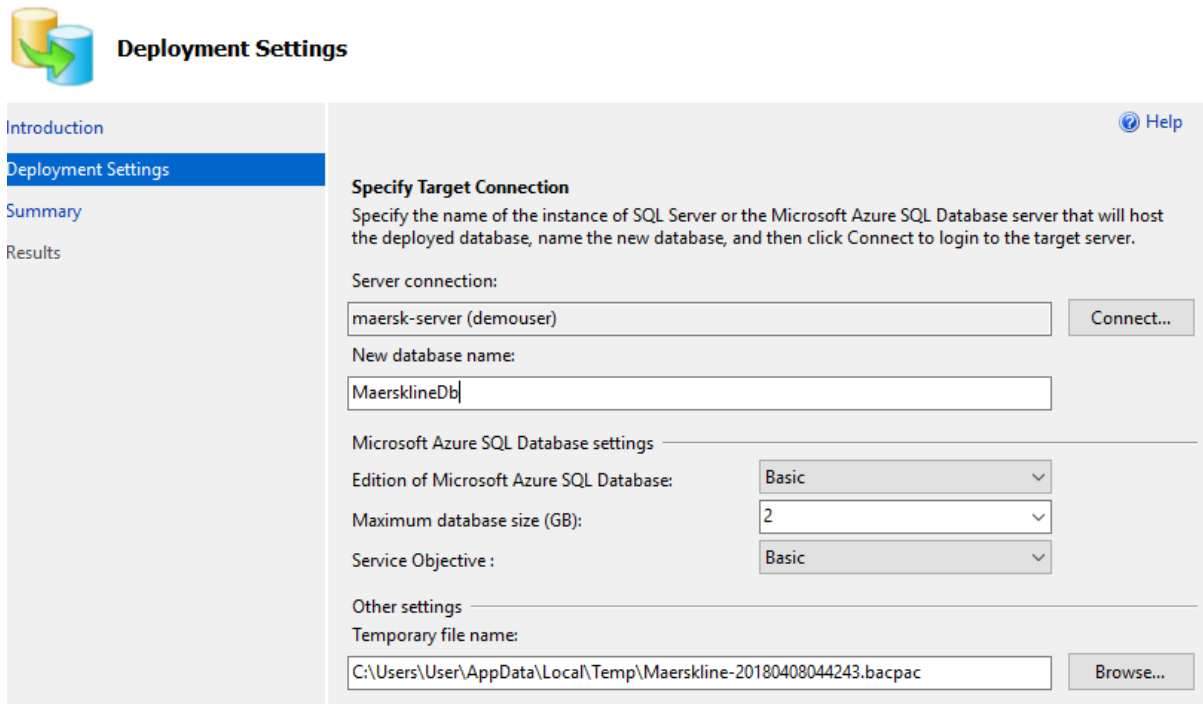 Deployment Settings
Introduction
Deployment Settings
Summary
Results
Help
Specify Target Connection
Specify the name of the instance of SQL Server or the Microsoft Azure SQL Database server that will host
the deployed database, name the new database, and then click Connect to login to the target server.
Server connection:
maersk-server (demouser)
Connect...
New database name:
MaersklineDb
Microsoft Azure SQL Database settings
Edition of Microsoft Azure SQL Database:
Basic
Maximum database size (GB):
2
Service Objective :
Basic
Other settings
Temporary file name:
C:\Users\User\AppData\Local\Temp\Maerskline-20180408044243.bacpac
Browse...